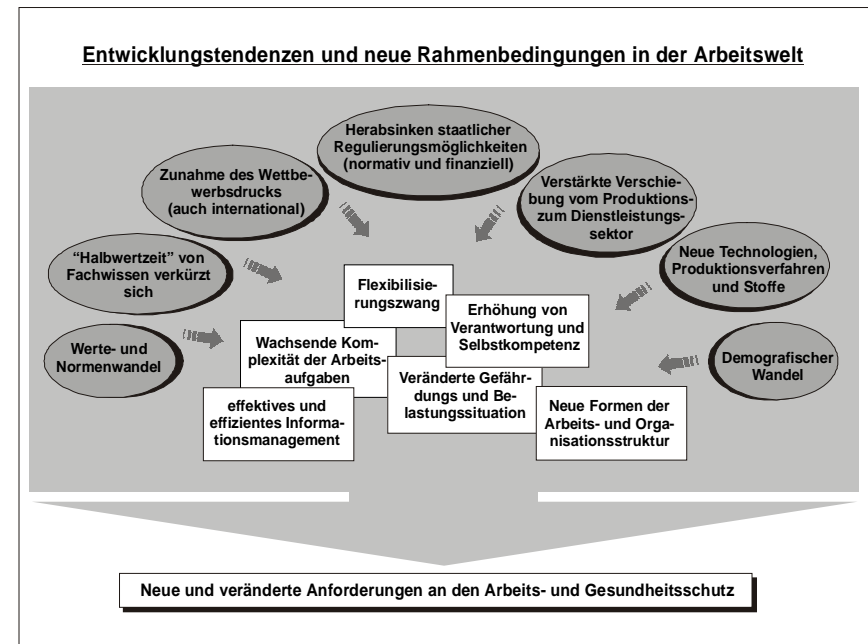 Entwicklungstendenzen und neue Rahmenbedingungen in der Arbeitswelt
Herabsinken staatlicher
Regulierungsmöglichkeiten
(normativ und finanziell)
Zunahme des Wettbe-
werbsdrucks
(auch international)
Verstärkte Verschie-
bung vom Produktions-
zum Dienstleistungs-
sektor
“Halbwertzeit” von
Fachwissen verkürzt
sich
Neue Technologien,
Produktionsverfahren
und Stoffe
Werte- und
Normenwandel
Demografischer
Wandel
Flexibilisie-
rungszwang
Erhöhung von
Verantwortung und
Selbstkompetenz
Wachsende Kom-
plexität der Arbeits-
aufgaben
Veränderte Gefähr-
dungs und Be-
lastungssituation
effektives und
effizientes Informa-
tionsmanagement
Neue Formen der
Arbeits- und Orga-
nisationsstruktur
Neue und veränderte Anforderungen an den Arbeits- und Gesundheitsschutz